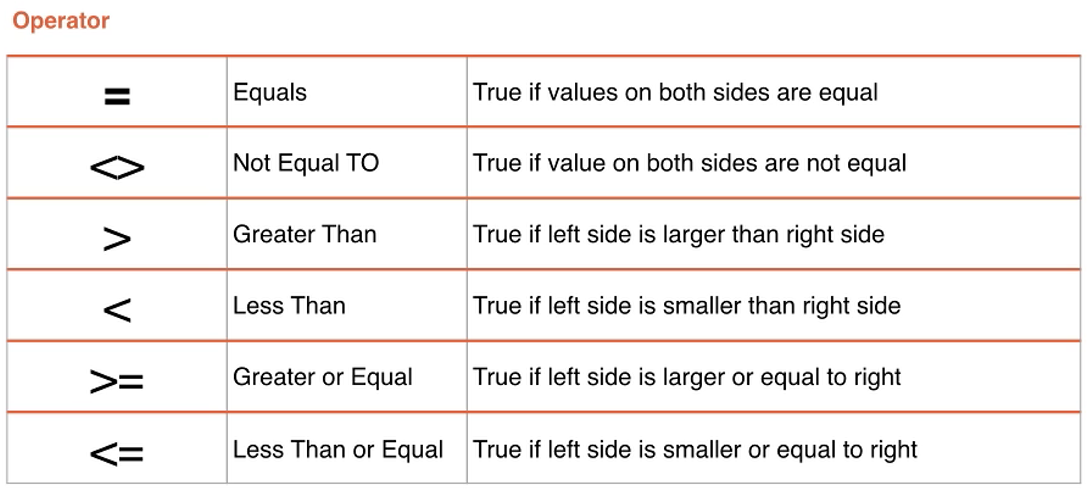 Operator
= Equals True if values on both sides are equal
<> Not Equal TO True if value on both sides are not equal
> Greater Than True if left side is larger than right side
< Less Than True if left side is smaller than right side
>= Greater or Equal True if left side is larger or equal to right
<= Less Than or Equal True if left side is smaller or equal to right